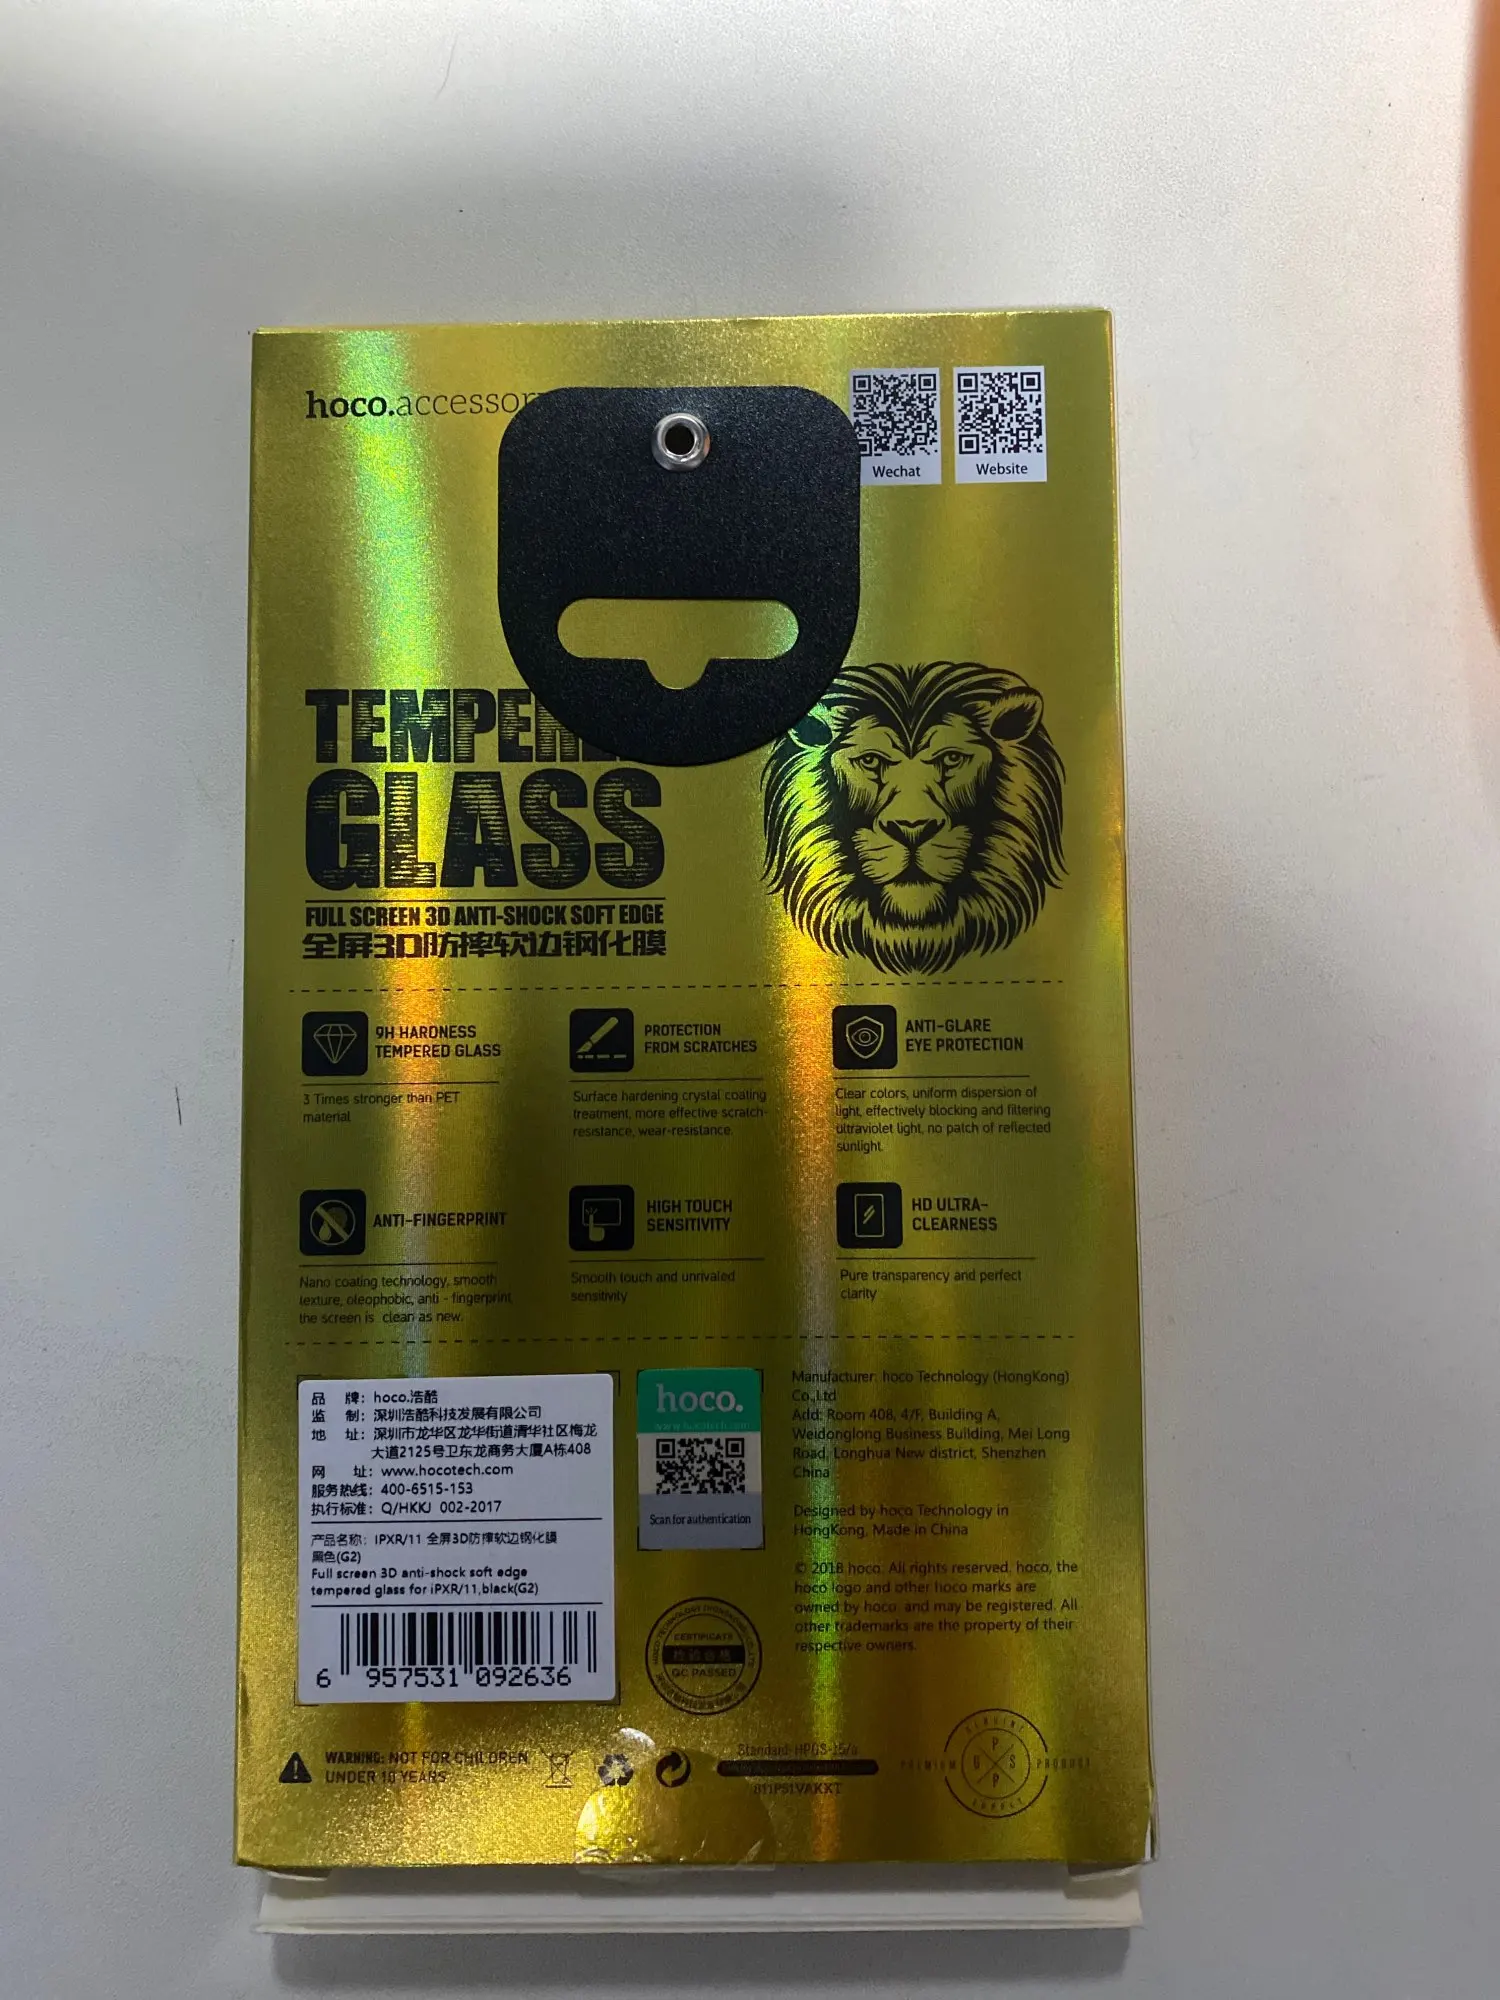 hoco.accessor
Wechat
Website
TEMPER
GLASS
FULL SCREEN 3D ANTI-SHOCK SOFT EDGE
全屏3D防摔软边钢化膜
9H HARDNESS
TEMPERED GLASS
3 Times stronger than PET
material
PROTECTION
FROM SCRATCHES
Surface hardening crystal coating
treatment, more effective scratch-
resistance, wear-resistance.
ANTI-GLARE
EYE PROTECTION
Clear colors, uniform dispersion of
light, effectively blocking and filtering
ultraviolet light, no patch of reflected
sunlight.
ANTI-FINGERPRINT
Nano coating technology, smooth
texture, oleophobic, anti - fingerprint,
the screen is clean as new.
HIGH TOUCH
SENSITIVITY
Smooth touch and unrivaled
sensitivity
HD ULTRA-
CLEARNESS
Pure transparency and perfect
clarity
品 牌: hoco.浩酷
监 制: 深圳浩酷科技发展有限公司
地 址: 深圳市龙华区龙华街道清华社区梅龙
大道2125号卫东龙商务大厦A栋408
网 址: www.hocotech.com
服务热线: 400-6515-153
执行标准: Q/HKKJ 002-2017
产品名称: IPXR/11 全屏3D防摔软边钢化膜
黑色(G2)
Full screen 3D anti-shock soft edge
tempered glass for iPXR/11,black(G2)
6 957531 092636
hoco.
www.hocotech.com
Scan for authentication
CERTIFICATE
QC PASSED
Manufacturer: hoco Technology (HongKong)
Co.,Ltd
Add: Room 408, 4/F, Building A,
Weidonglong Business Building, Mei Long
Road, Longhua New district, Shenzhen
China
Designed by hoco Technology in
HongKong, Made in China
© 2018 hoco. All rights reserved. hoco, the
hoco logo and other hoco marks are
owned by hoco. and may be registered. All
other trademarks are the property of their
respective owners.
WARNING: NOT FOR CHILDREN
UNDER 10 YEARS
811P51VAKKT
GENUINE
PREMIUM
P
G S
P
PRODUCT
SUPPLY